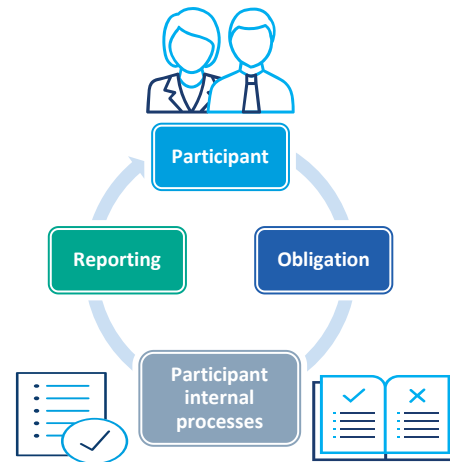 Participant
Reporting
Obligation
Participant
internal
processes